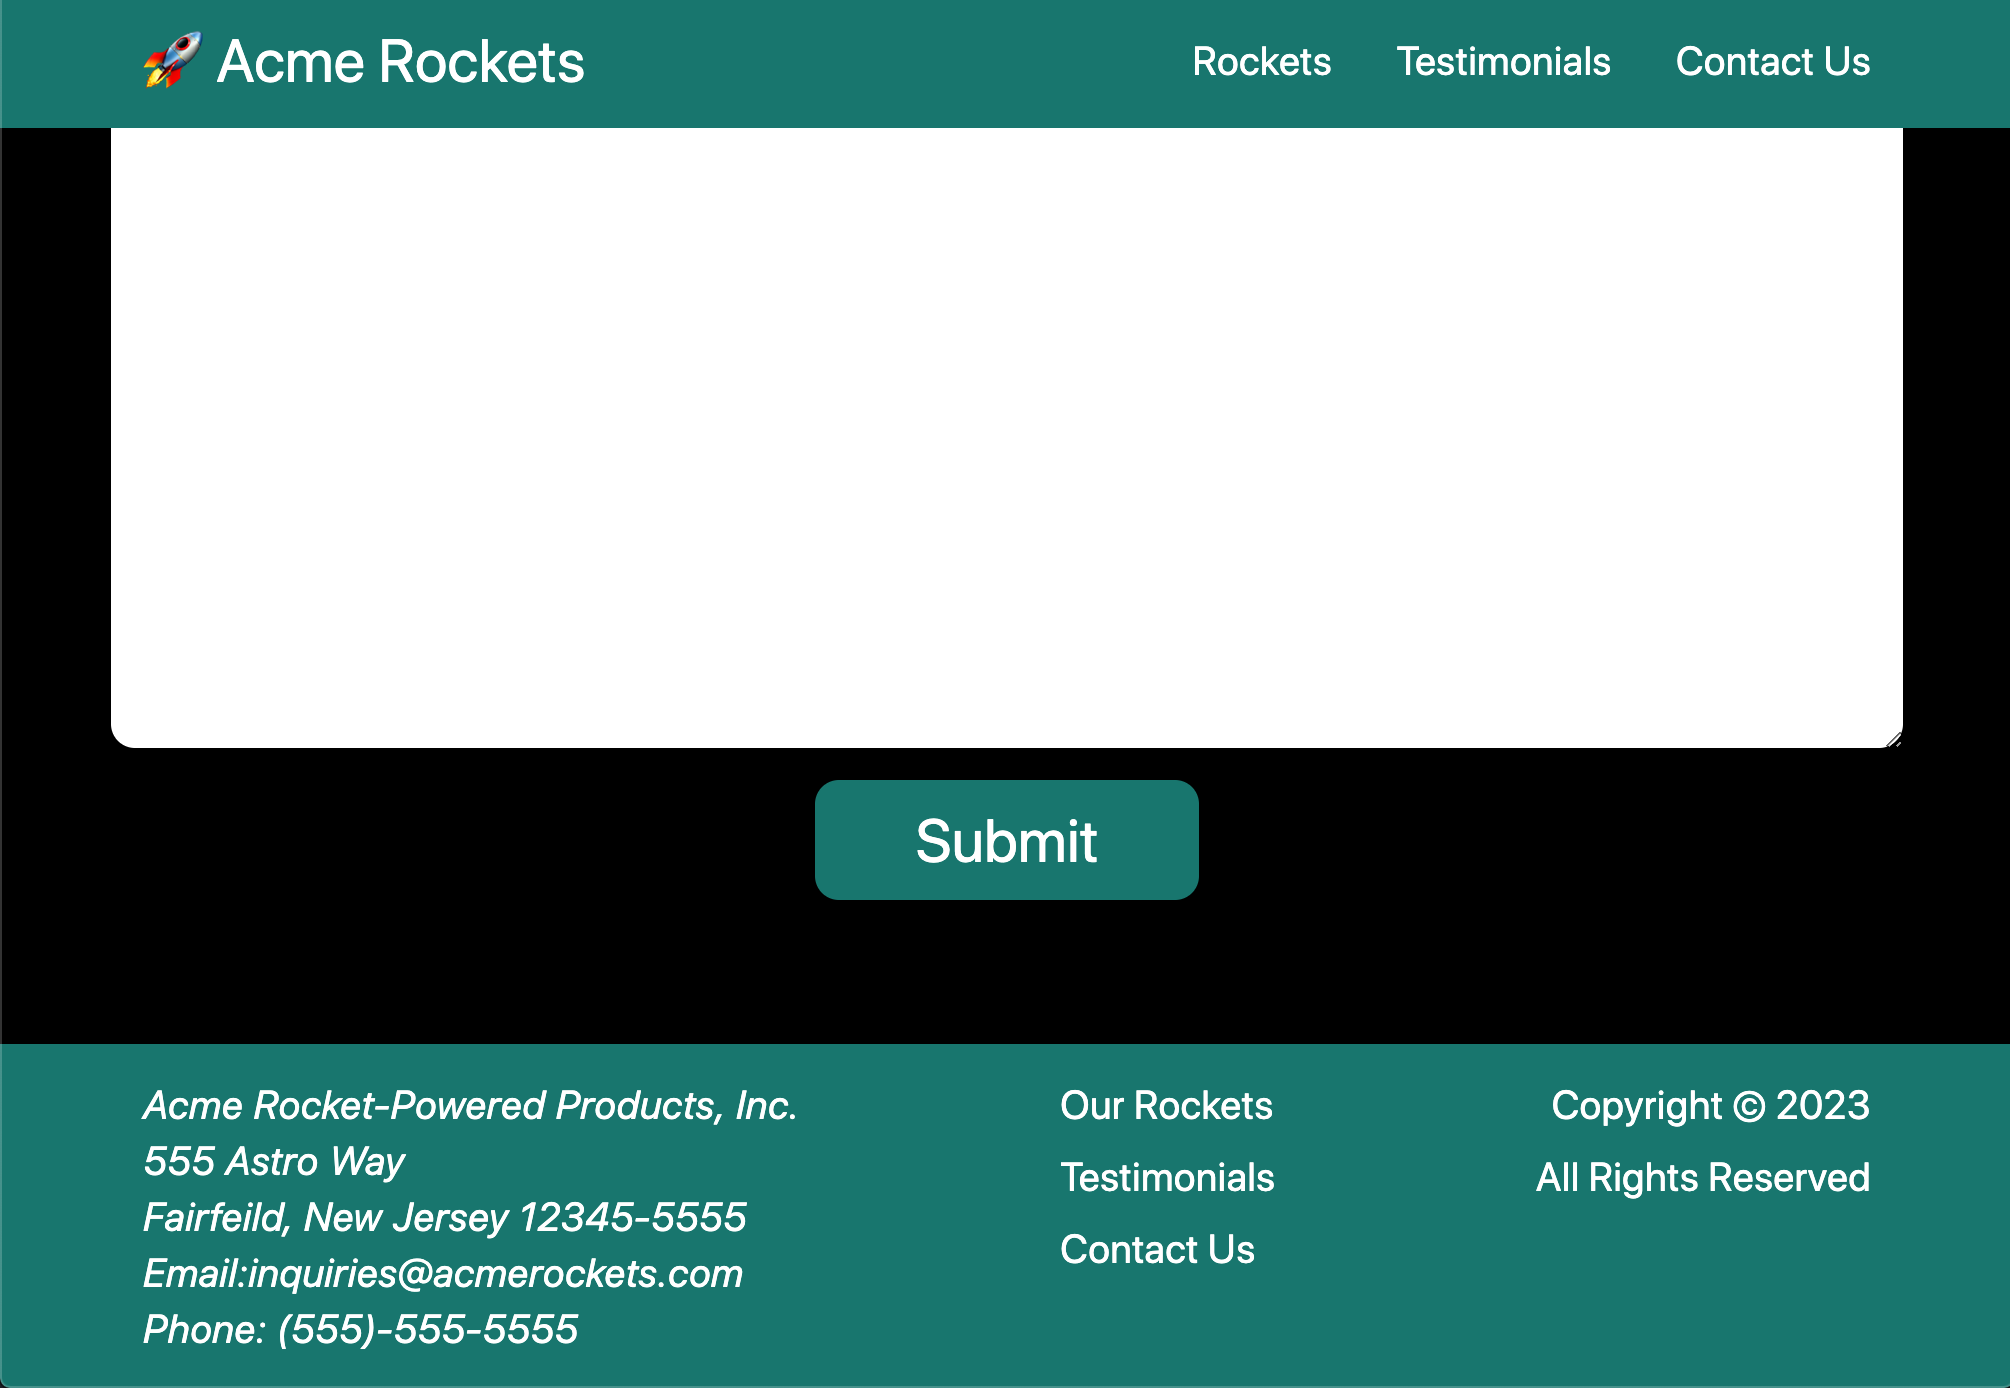 🚀 Acme Rockets
Rockets
Testimonials
Contact Us
Submit
Acme Rocket-Powered Products, Inc.
555 Astro Way
Fairfeild, New Jersey 12345-5555
Email:inquiries@acmerockets.com
Phone: (555)-555-5555
Our Rockets
Testimonials
Contact Us
Copyright © 2023
All Rights Reserved